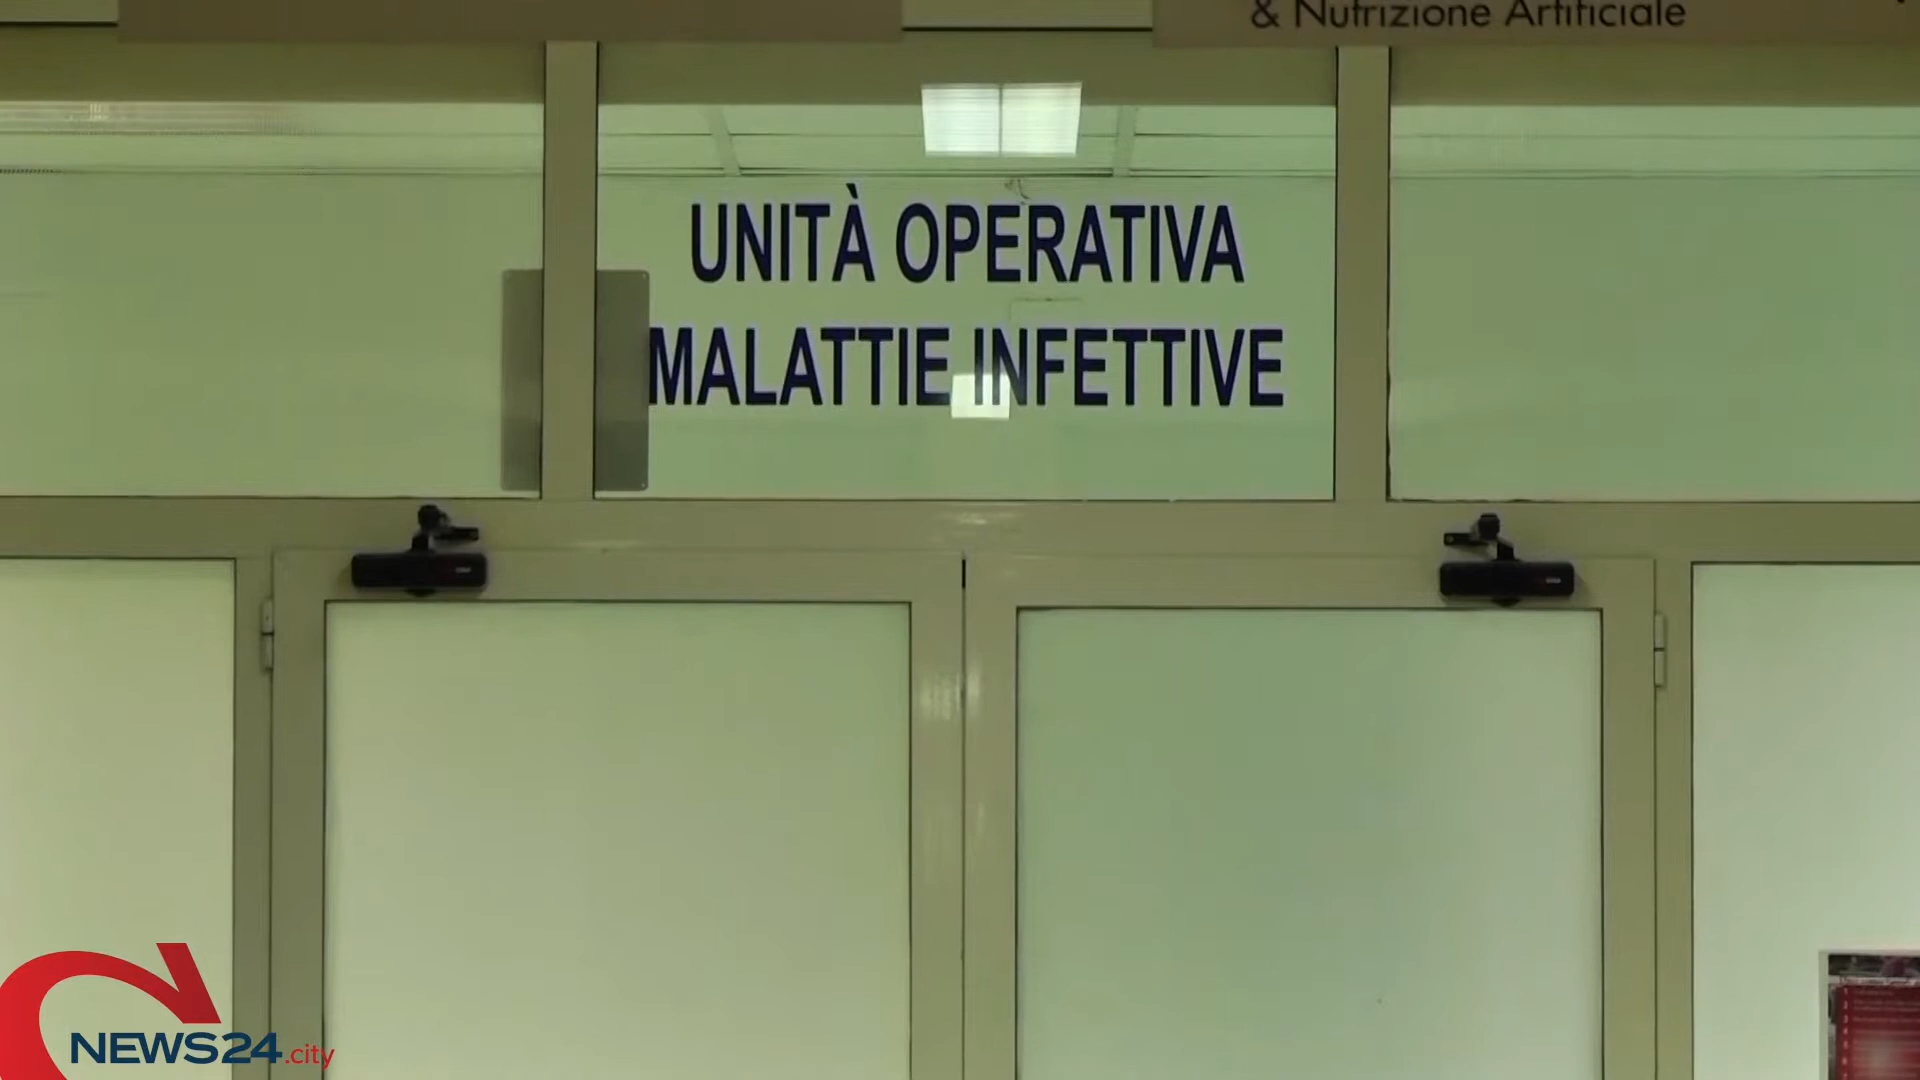 & Nutrizione Artificiale
UNITÀ OPERATIVA
MALATTIE INFETTIVE
NEWS24.city